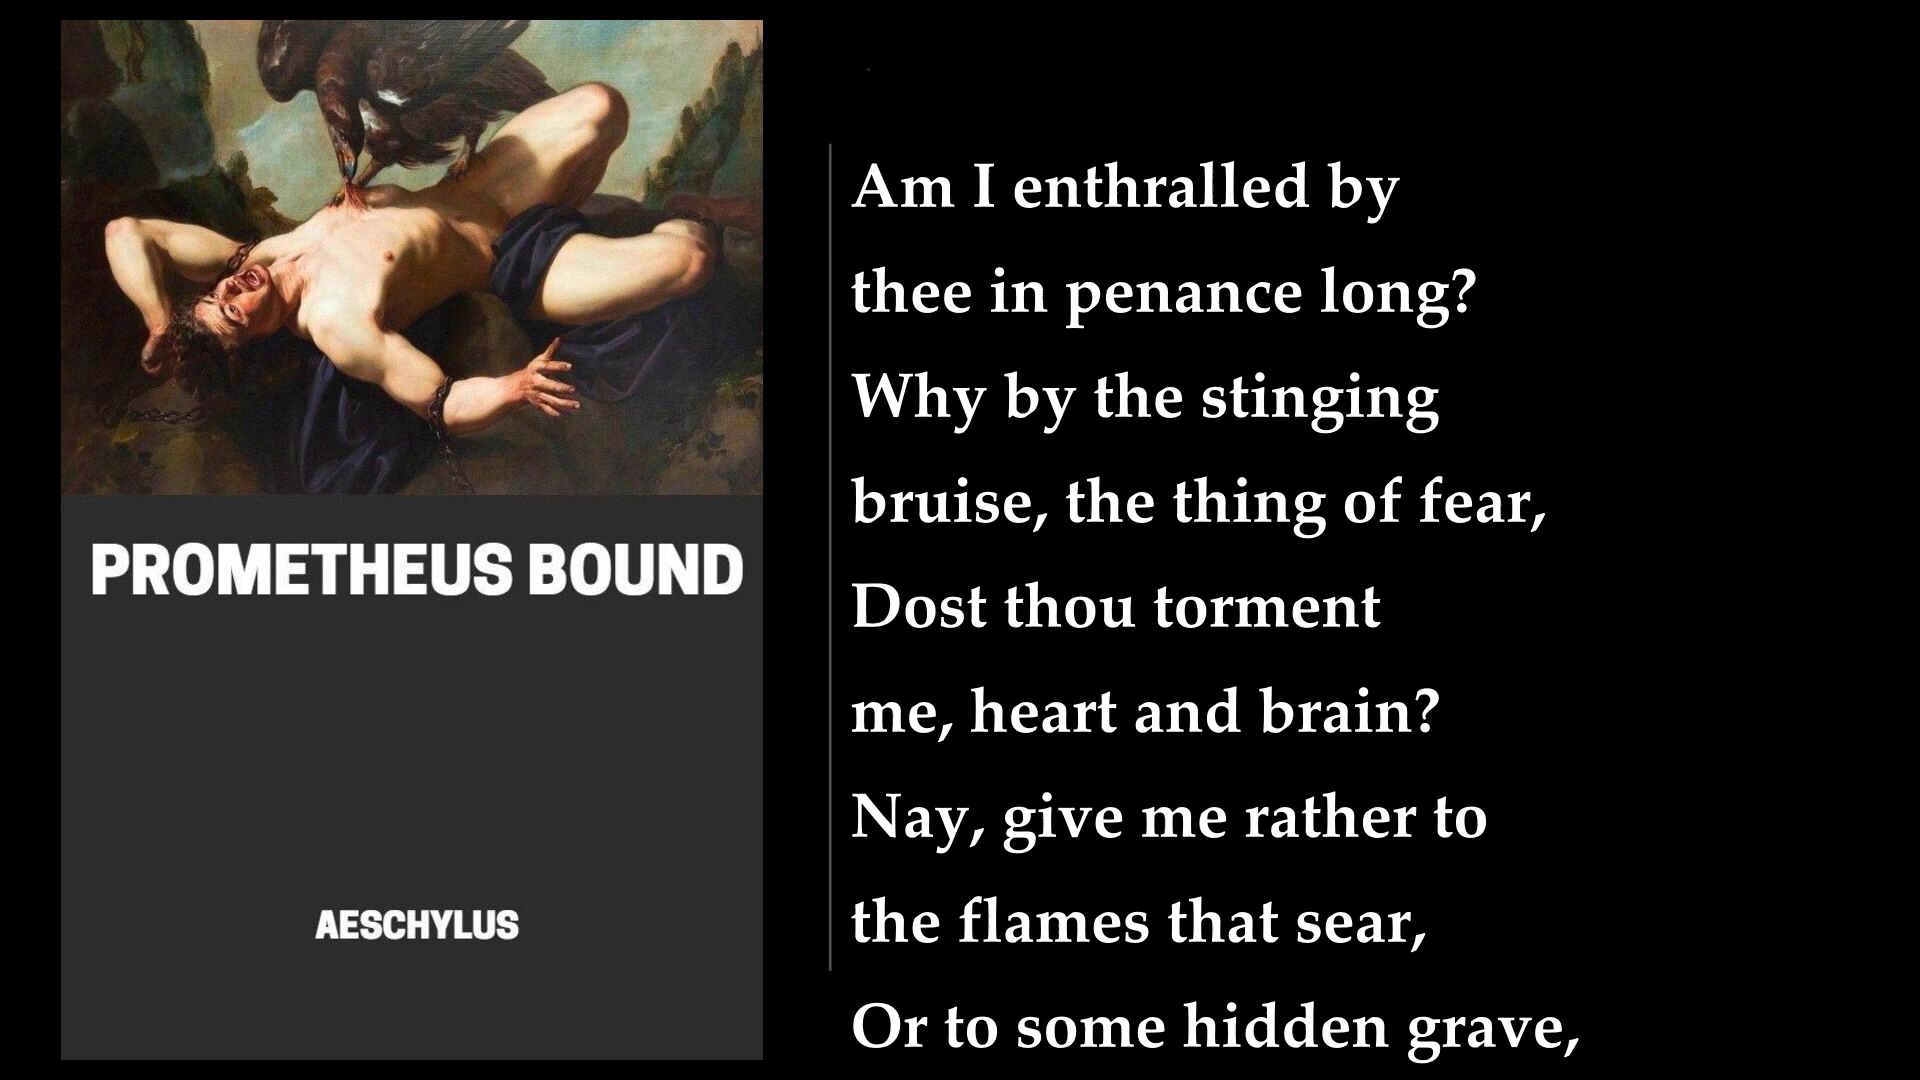 PROMETHEUS BOUND
AESCHYLUS
Am I enthralled by
thee in penance long?
Why by the stinging
bruise, the thing of fear,
Dost thou torment
me, heart and brain?
Nay, give me rather to
the flames that sear,
Or to some hidden grave,